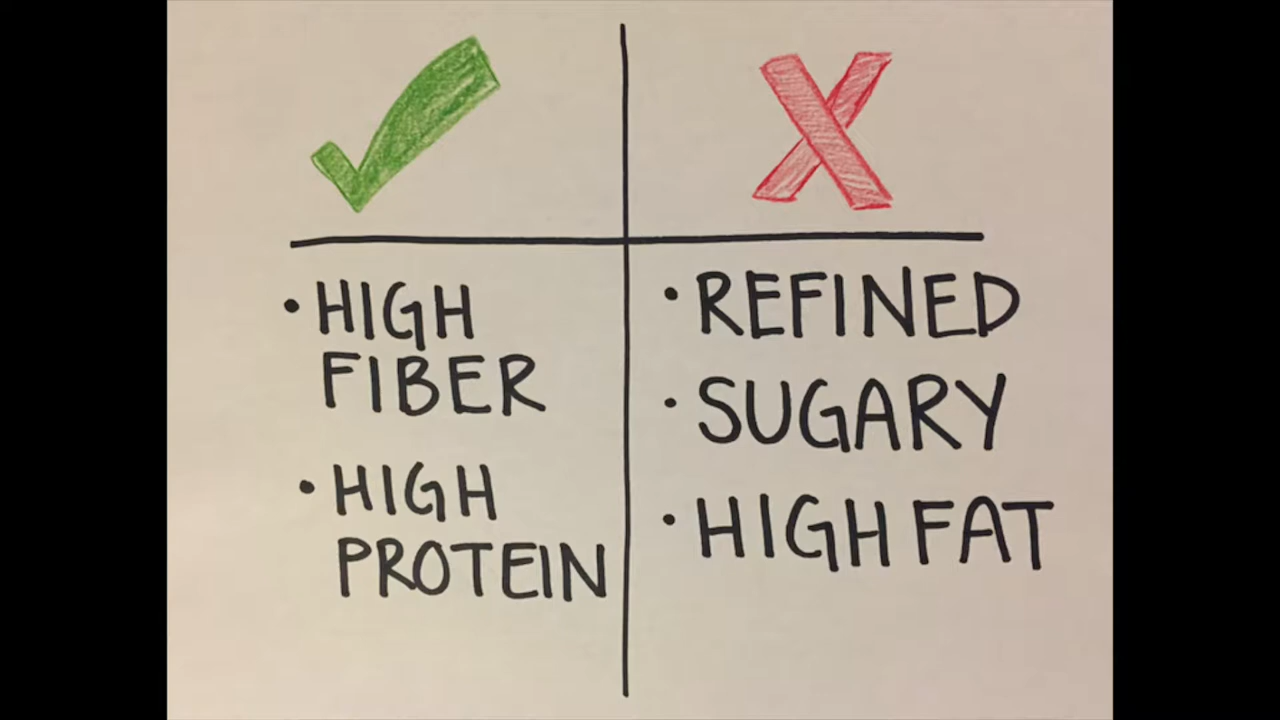 • HIGH
FIBER
• HIGH
PROTEIN
• REFINED
• SUGARY
• HIGH FAT